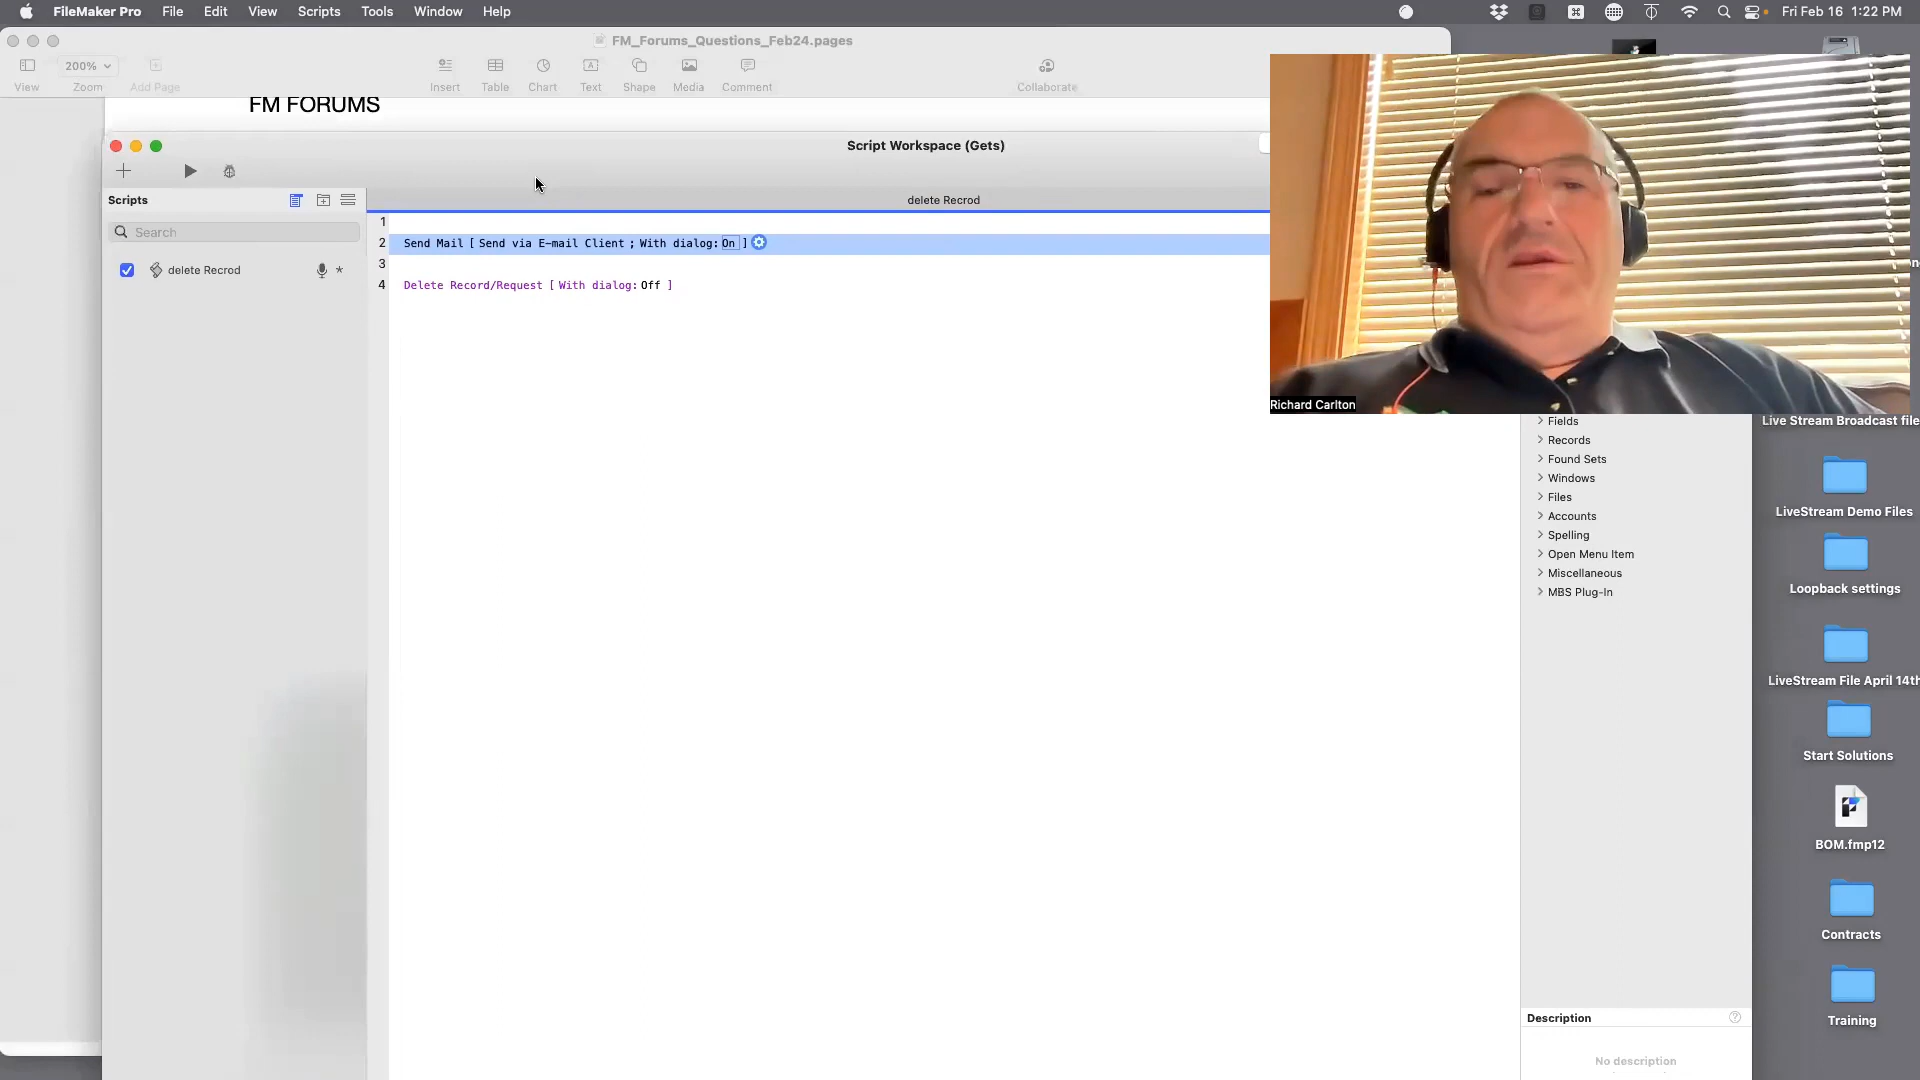 FileMaker Pro File Edit View Scripts Tools Window Help Fri Feb 16 1:22 PM
FM_Forums_Questions_Feb24.pages
200%
View Zoom Add Page Insert Table Chart Text Shape Media Comment Collaborate
FM FORUMS
Script Workspace (Gets)
Scripts
delete Recrod
Search
delete Recrod *
1
2 Send Mail [ Send via E-mail Client ; With dialog: On ]
3
4 Delete Record/Request [ With dialog: Off ]
Richard Carlton
Fields
Records
Found Sets
Windows
Files
Accounts
Spelling
Open Menu Item
Miscellaneous
MBS Plug-In
Description
No description
Live Stream Broadcast file
LiveStream Demo Files
Loopback settings
LiveStream File April 14th
Start Solutions
BOM.fmp12
Contracts
Training